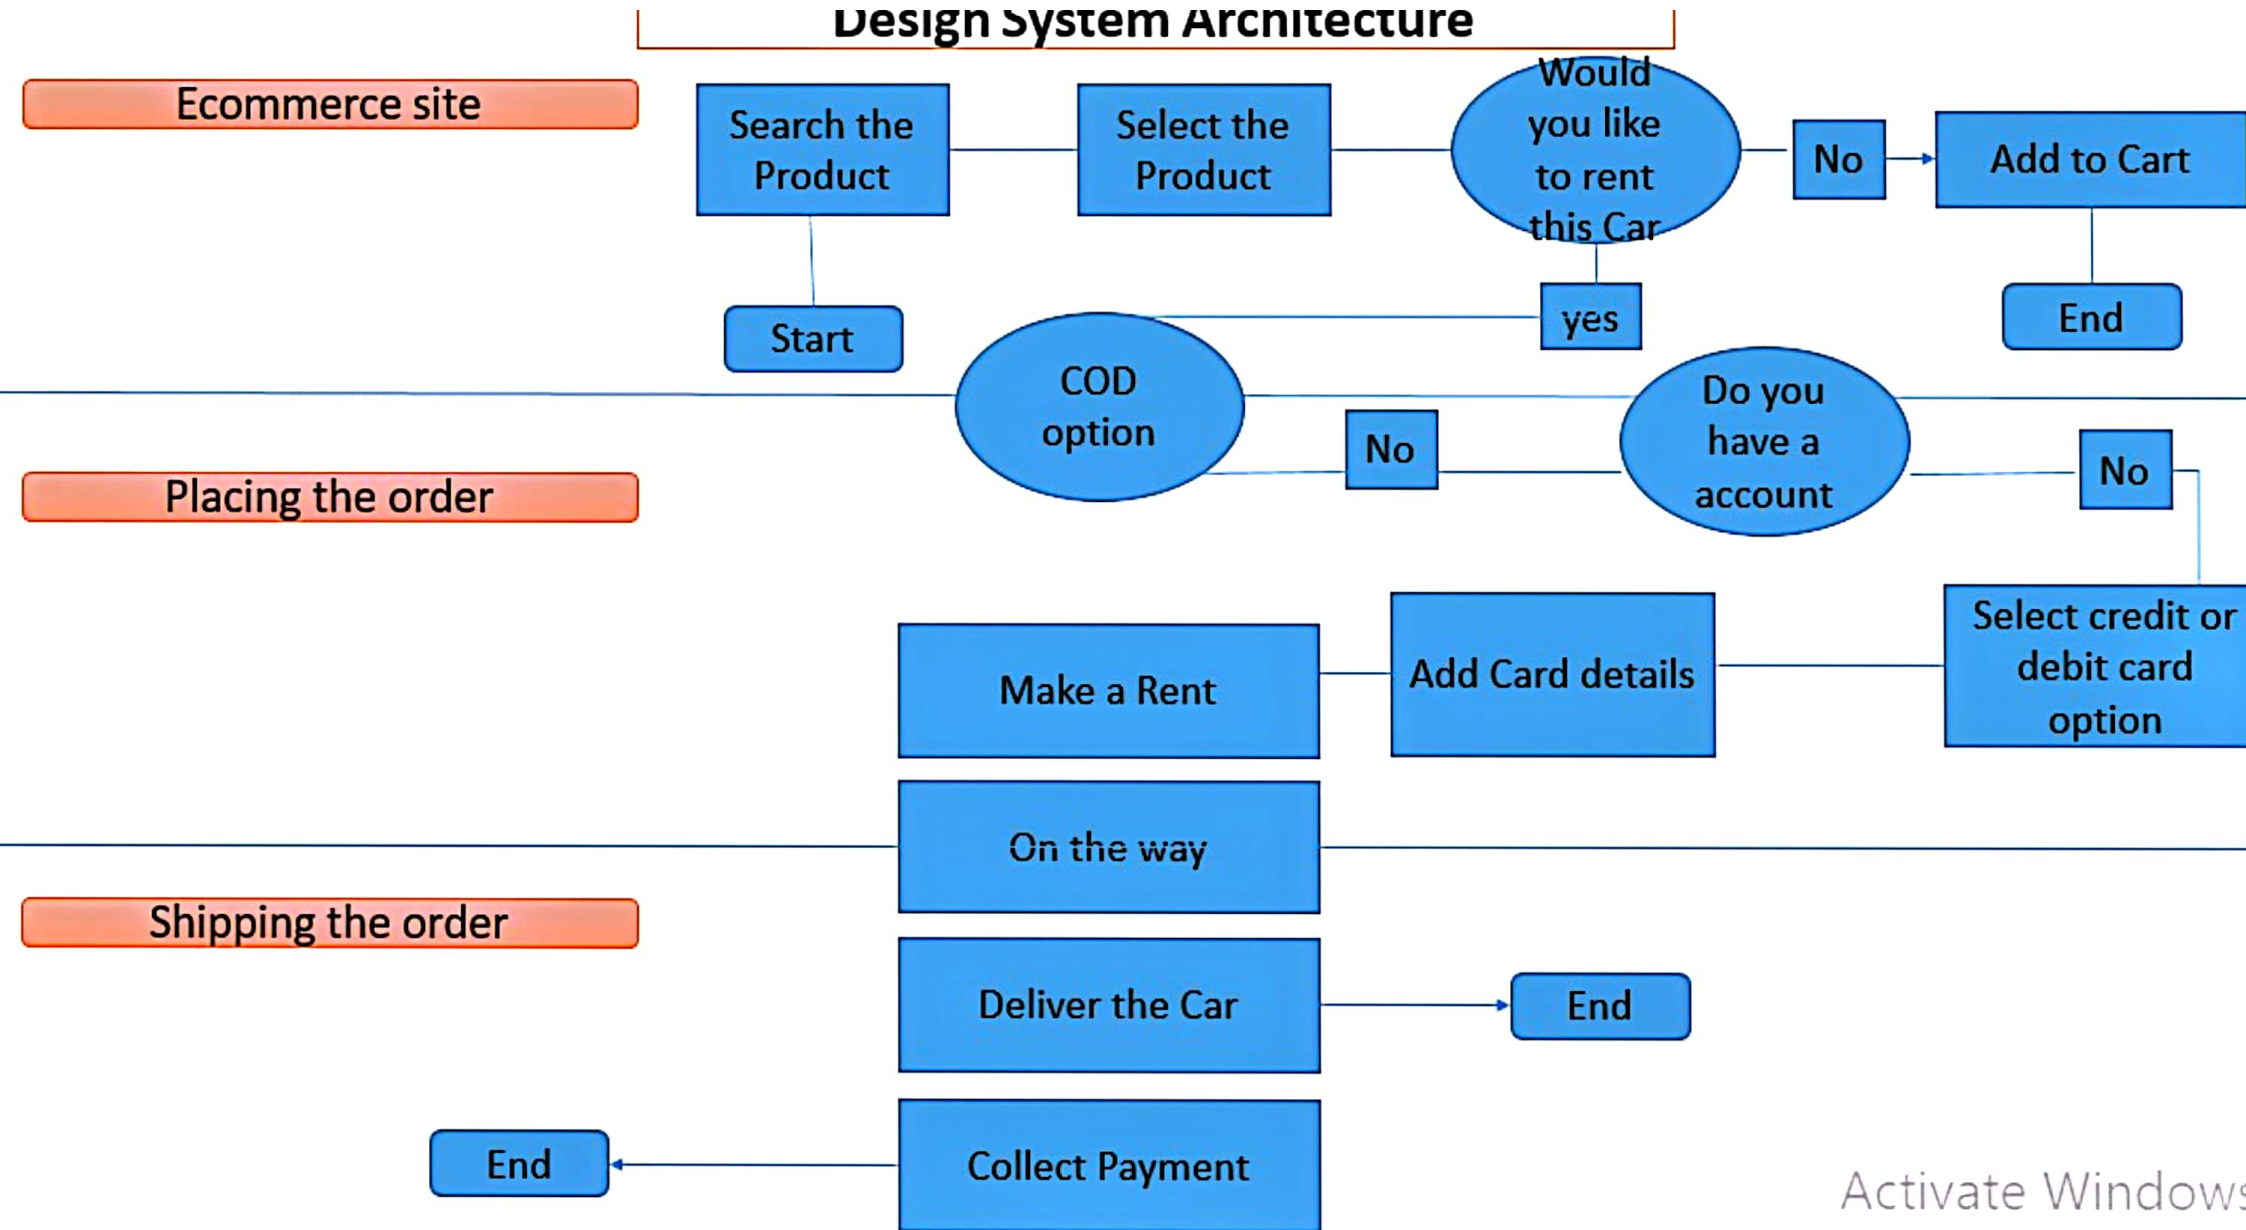 Design System Architecture
Ecommerce site
Search the
Product
Select the
Product
Would
you like
to rent
this Car
No
Add to Cart
Start
yes
End
COD
option
No
Do you
have a
account
No
Placing the order
Make a Rent
Add Card details
Select credit or
debit card
option
On the way
Shipping the order
Deliver the Car
End
End
Collect Payment
Activate Windows